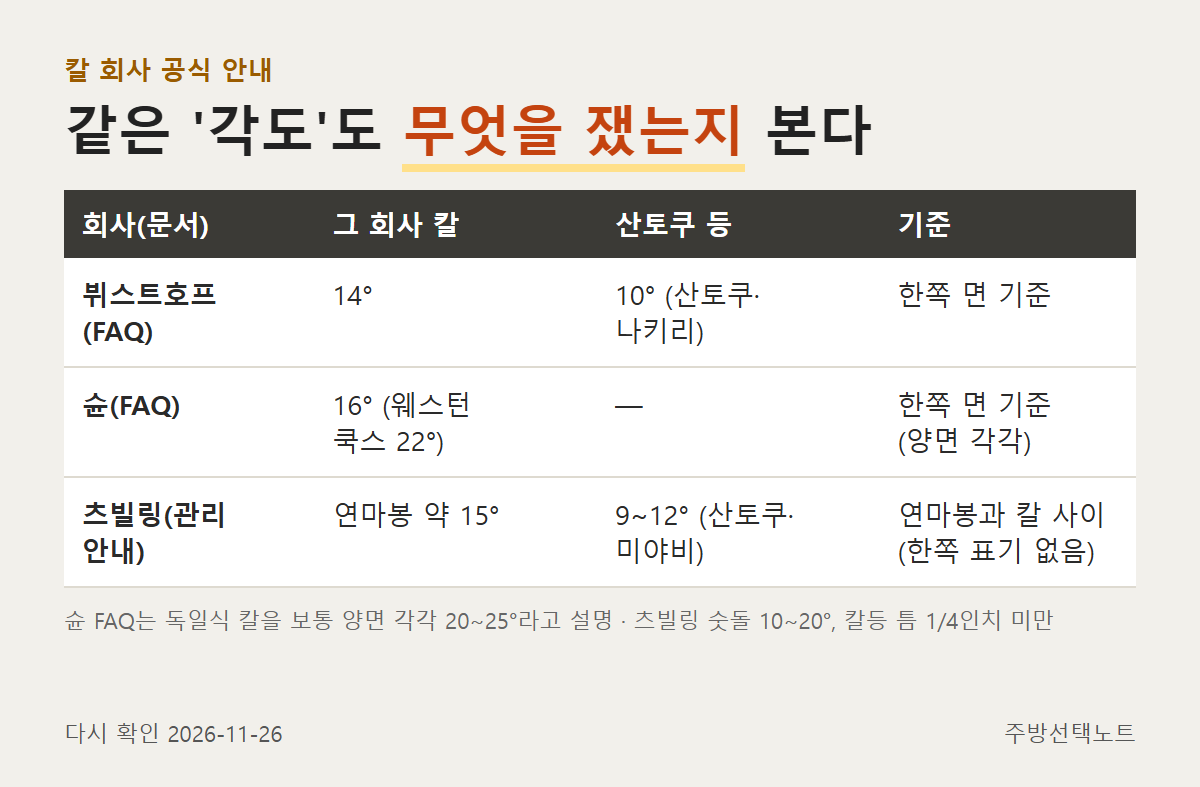 칼 회사 공식 안내
같은 '각도'도 무엇을 쟀는지 본다
회사(문서) 그 회사 칼 산토쿠 등 기준
뷔스트호프 14° 10° (산토쿠· 한쪽 면 기준
(FAQ) 나키리)
슌(FAQ) 16° (웨스턴 — 한쪽 면 기준
쿡스 22°) (양면 각각)
츠빌링(관리 연마봉 약 15° 9~12° (산토쿠· 연마봉과 칼 사이
안내) 미야비) (한쪽 표기 없음)
슌 FAQ는 독일식 칼을 보통 양면 각각 20~25°라고 설명 · 츠빌링 숫돌 10~20°, 칼등 틈 1/4인치 미만
다시 확인 2026-11-26
주방선택노트